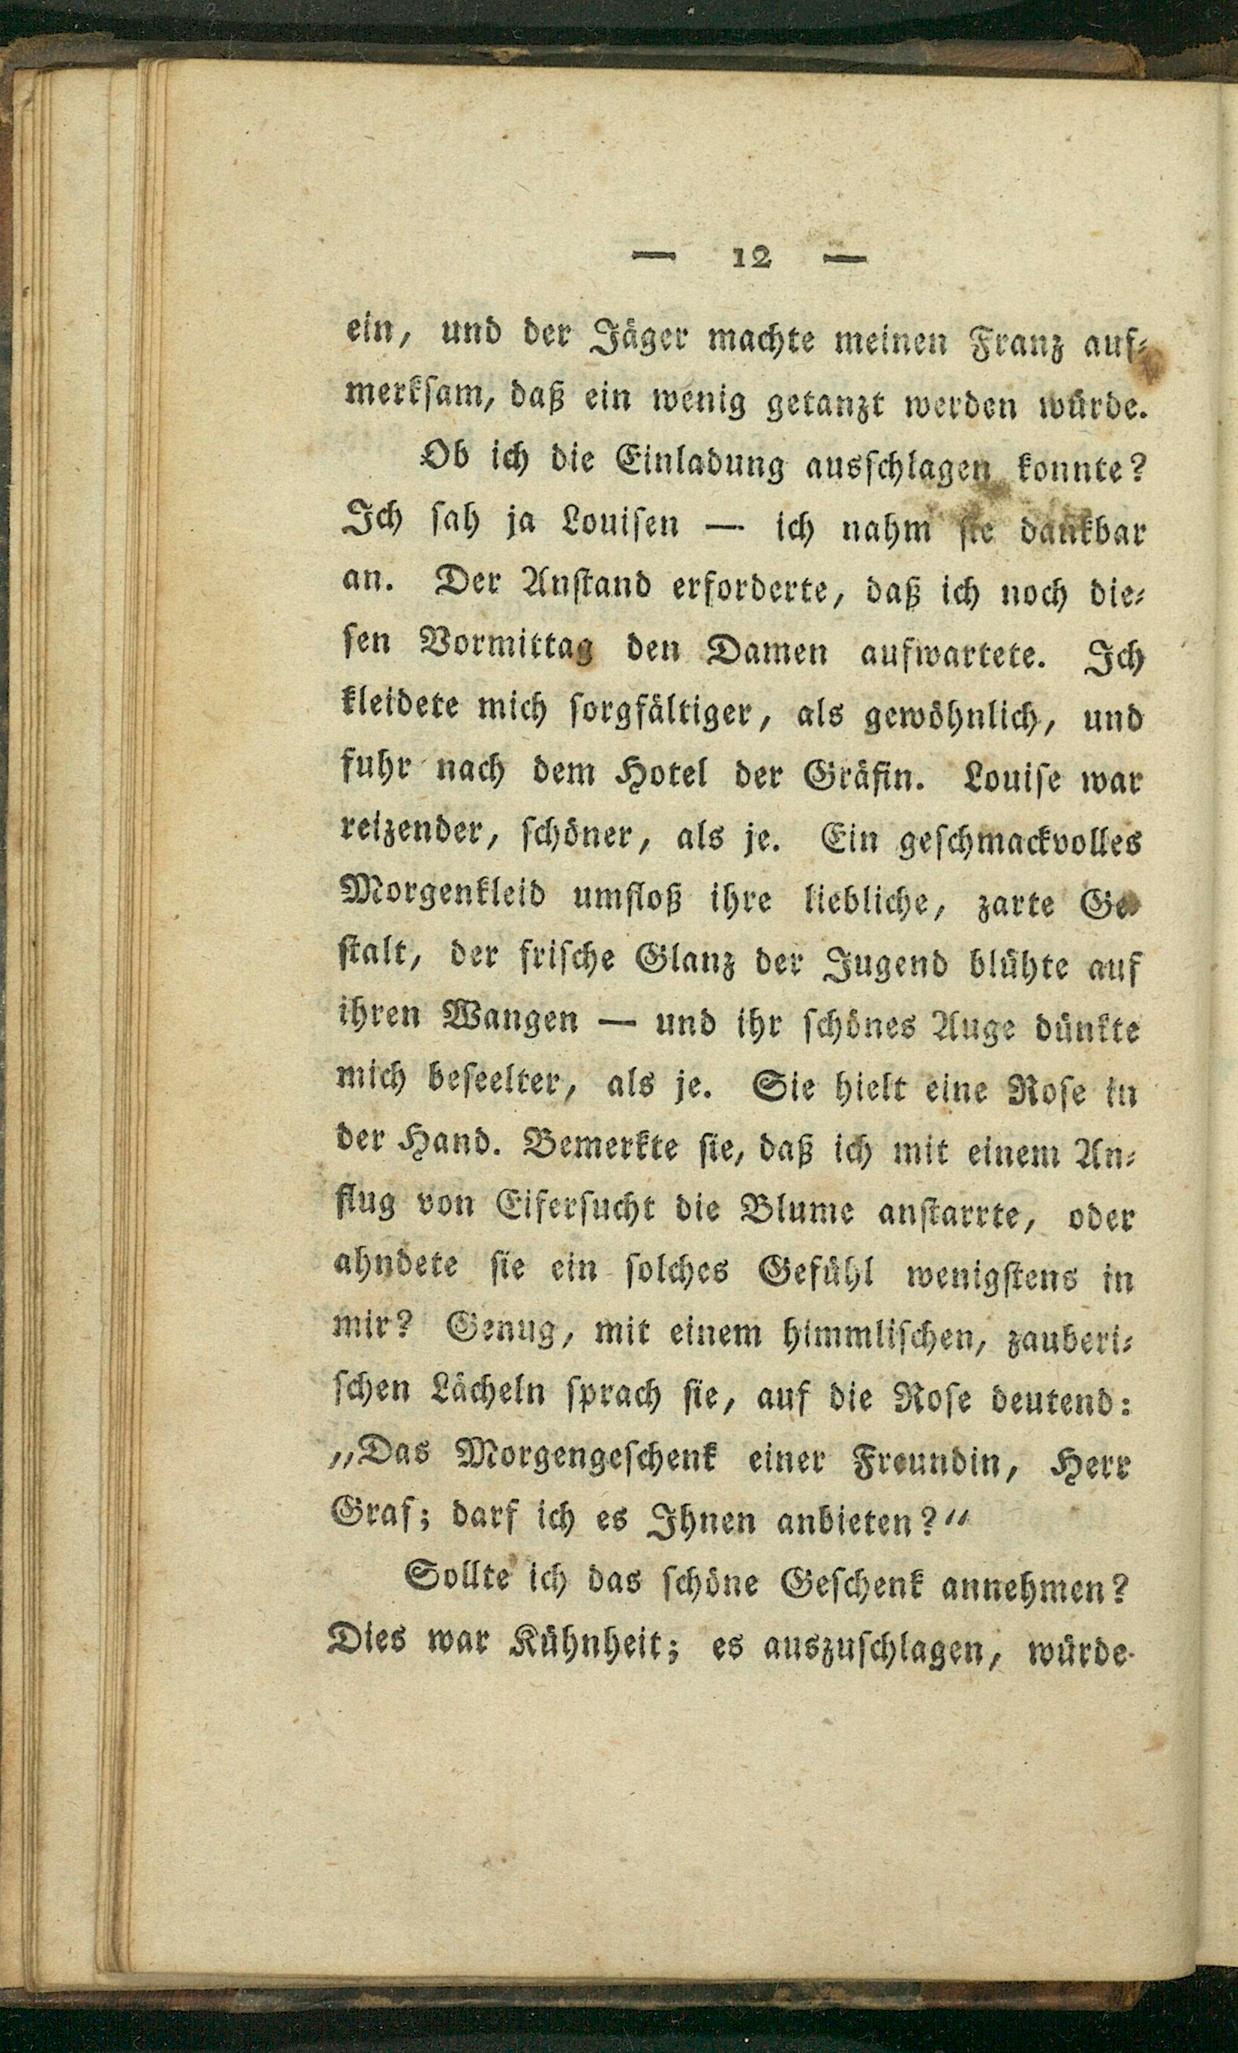 — 12 —
ein, und der Jäger machte meinen Franz auf⸗
merkſam, daß ein wenig getanzt werden würde.
Ob ich die Einladung ausſchlagen konnte?
Ich ſah ja Louiſen — ich nahm ſie dankbar
an. Der Anſtand erforderte, daß ich noch die⸗
ſen Vormittag den Damen aufwartete. Ich
kleidete mich ſorgfältiger, als gewöhnlich, und
fuhr nach dem Hotel der Gräfin. Louiſe war
reizender, ſchöner, als je. Ein geſchmackvolles
Morgenkleid umfloß ihre liebliche, zarte Ge⸗
ſtalt, der friſche Glanz der Jugend blühte auf
ihren Wangen — und ihr ſchönes Auge dünkte
mich beſeelter, als je. Sie hielt eine Roſe in
der Hand. Bemerkte ſie, daß ich mit einem An⸗
flug von Eiferſucht die Blume anſtarrte, oder
ahndete ſie ein ſolches Gefühl wenigſtens in
mir? Genug, mit einem himmliſchen, zauberi⸗
ſchen Lächeln ſprach ſie, auf die Roſe deutend:
„Das Morgengeſchenk einer Freundin, Herr
Graf; darf ich es Ihnen anbieten?“
Sollte ich das ſchöne Geſchenk annehmen?
Dies war Kühnheit; es auszuſchlagen, würde